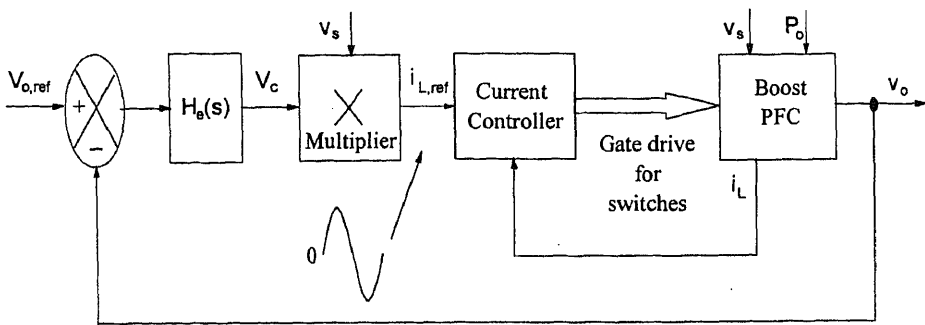 v_s
v_s
P_o
V_o,ref
+
−
H_e(s)
V_c
X
Multiplier
i_L,ref
Current
Controller
Gate drive
for
switches
Boost
PFC
v_o
i_L
0